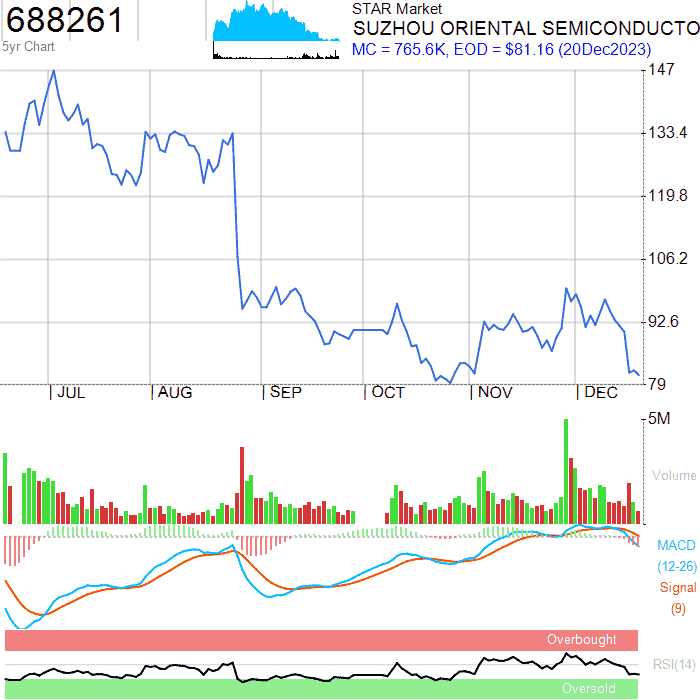 688261
5yr Chart
STAR Market
SUZHOU ORIENTAL SEMICONDUCTO
MC = 765.6K, EOD = $81.16 (20Dec2023)
147
133.4
119.8
106.2
92.6
79
JUL
AUG
SEP
OCT
NOV
DEC
5M
Volume
MACD
(12-26)
Signal
(9)
Overbought
RSI(14)
Oversold